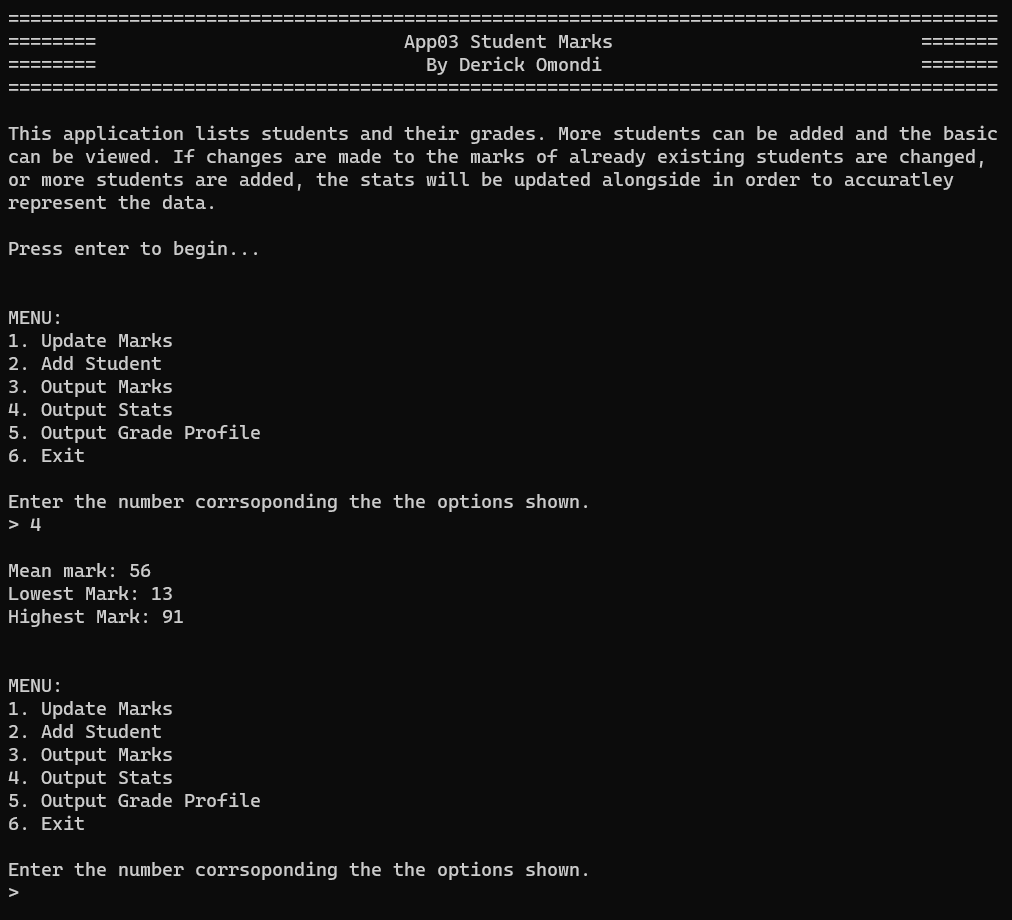 ==========================================================================================
======== App03 Student Marks =======
======== By Derick Omondi =======
==========================================================================================
This application lists students and their grades. More students can be added and the basic
can be viewed. If changes are made to the marks of already existing students are changed,
or more students are added, the stats will be updated alongside in order to accuratley
represent the data.
Press enter to begin...
MENU:
1. Update Marks
2. Add Student
3. Output Marks
4. Output Stats
5. Output Grade Profile
6. Exit
Enter the number corrsoponding the the options shown.
> 4
Mean mark: 56
Lowest Mark: 13
Highest Mark: 91
MENU:
1. Update Marks
2. Add Student
3. Output Marks
4. Output Stats
5. Output Grade Profile
6. Exit
Enter the number corrsoponding the the options shown.
>